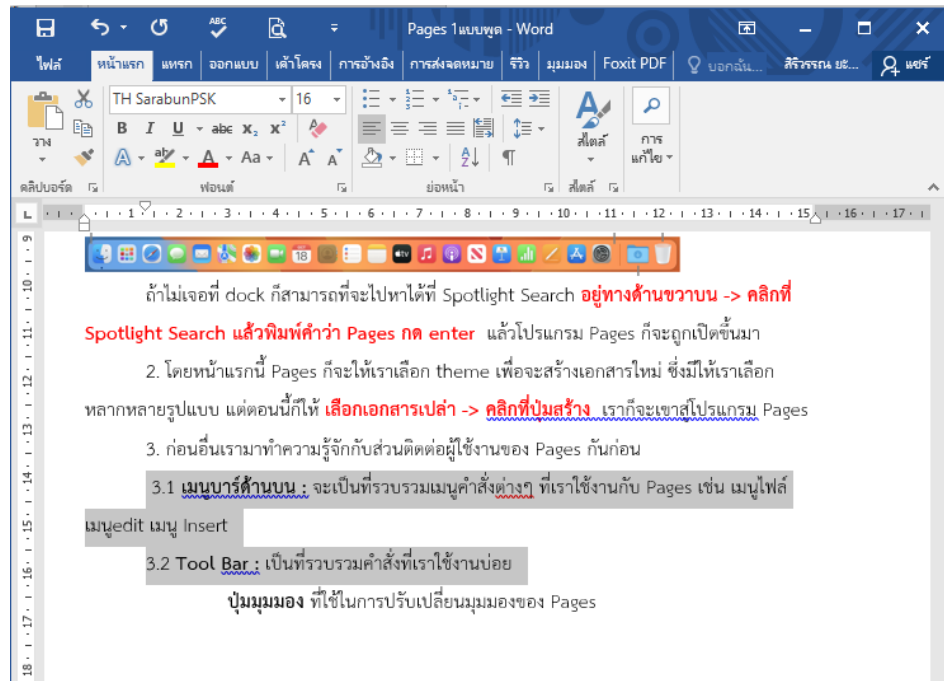 Pages 1แบบพูด - Word
ไฟล์ หน้าแรก แทรก ออกแบบ เค้าโครง การอ้างอิง การส่งจดหมาย รีวิว มุมมอง Foxit PDF บอกฉัน... สิริวรรณ ยะ... แชร์
TH SarabunPSK 16
วาง
B I U abc X₂ X²
A aby A Aa A A
สไตล์
การแก้ไข
คลิปบอร์ด ฟอนต์ ย่อหน้า สไตล์
1 2 3 4 5 6 7 8 9 10 11 12 13 14 15 16 17
18
ถ้าไม่เจอที่ dock ก็สามารถที่จะไปหาได้ที่ Spotlight Search อยู่ทางด้านขวาบน -> คลิกที่
Spotlight Search แล้วพิมพ์คำว่า Pages กด enter แล้วโปรแกรม Pages ก็จะถูกเปิดขึ้นมา
2. โดยหน้าแรกนี้ Pages ก็จะให้เราเลือก theme เพื่อจะสร้างเอกสารใหม่ ซึ่งมีให้เราเลือก
หลากหลายรูปแบบ แต่ตอนนี้ก็ให้ เลือกเอกสารเปล่า -> คลิกที่ปุ่มสร้าง เราก็จะเขาสู่โปรแกรม Pages
3. ก่อนอื่นเรามาทำความรู้จักกับส่วนติดต่อผู้ใช้งานของ Pages กันก่อน
3.1 เมนูบาร์ด้านบน : จะเป็นที่รวบรวมเมนูคำสั่งต่างๆ ที่เราใช้งานกับ Pages เช่น เมนูไฟล์
เมนูedit เมนู Insert
3.2 Tool Bar : เป็นที่รวบรวมคำสั่งที่เราใช้งานบ่อย
ปุ่มมุมมอง ที่ใช้ในการปรับเปลี่ยนมุมมองของ Pages